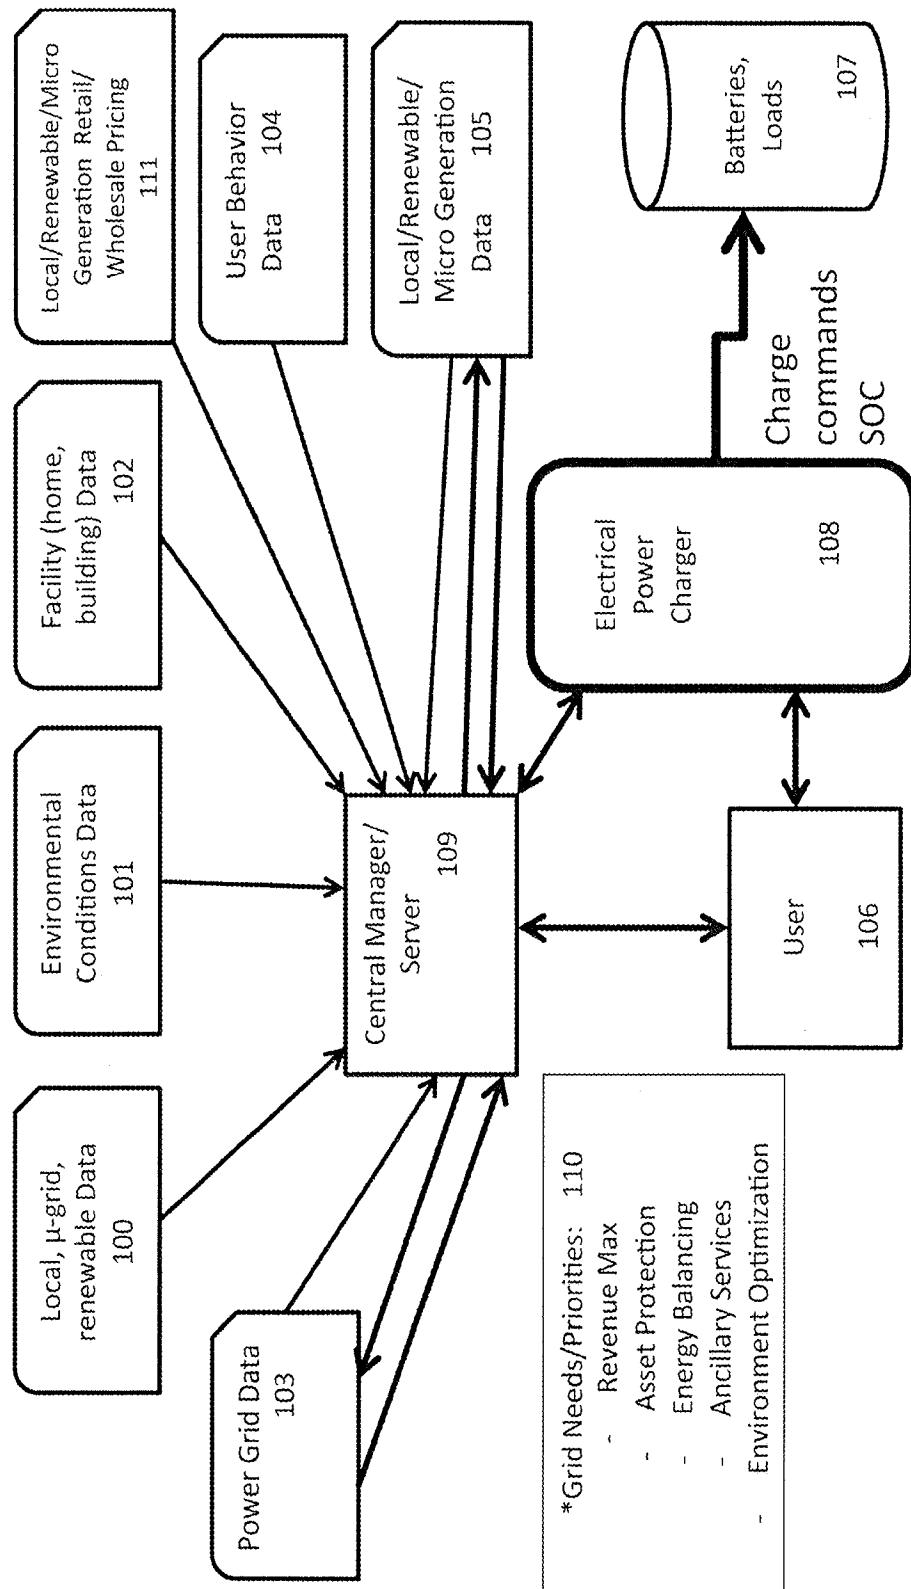 Local, μ-grid,
renewable Data
100
Environmental
Conditions Data
101
Facility (home,
building) Data
102
Local/Renewable/Micro
Generation Retail/
Wholesale Pricing
111
Power Grid Data
103
User Behavior
Data 104
Central Manager/
Server 109
Local/Renewable/
Micro Generation
Data 105
*Grid Needs/Priorities: 110
- Revenue Max
- Asset Protection
- Energy Balancing
- Ancillary Services
- Environment Optimization
User
106
Electrical
Power
Charger
108
Charge
commands
SOC
Batteries,
Loads
107